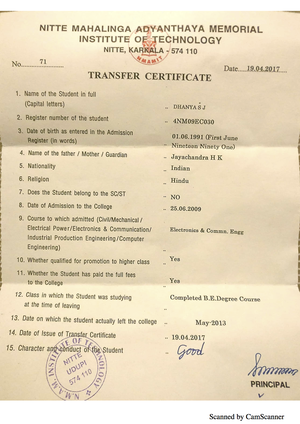 NITTE MAHALINGA ADYANTHAYA MEMORIAL
INSTITUTE OF TECHNOLOGY
NITTE, KARKALA - 574 110
NMAMIT
No. 71
Date 19.04.2017
TRANSFER CERTIFICATE
1. Name of the Student in full
(Capital letters) - DHANYA S J
2. Register number of the student - 4NM09EC030
3. Date of birth as entered in the Admission - 01.06.1991 (First June
Register (in words) Nineteen Ninety One)
4. Name of the father / Mother / Guardian - Jayachandra H K
5. Nationality - Indian
6. Religion - Hindu
7. Does the Student belong to the SC/ST - NO
8. Date of Admission to the College - 25.06.2009
9. Course to which admitted (Civil/Mechanical /
Electrical Power/Electronics & Communication/ Electronics & Comms. Engg
Industrial Production Engineering/Computer
Engineering)
10. Whether qualified for promotion to higher class - Yes
11. Whether the Student has paid the full fees
to the College - Yes
12. Class in which the Student was studying
at the time of leaving - Completed B.E.Degree Course
13. Date on which the student actually left the college - May-2013
14. Date of Issue of Transfer Certificate - 19.04.2017
15. Character and conduct of the Student - Good
N.M.A.M. INSTITUTE OF TECHNOLOGY
NITTE
UDUPI
574 110
PRINCIPAL
Scanned by CamScanner